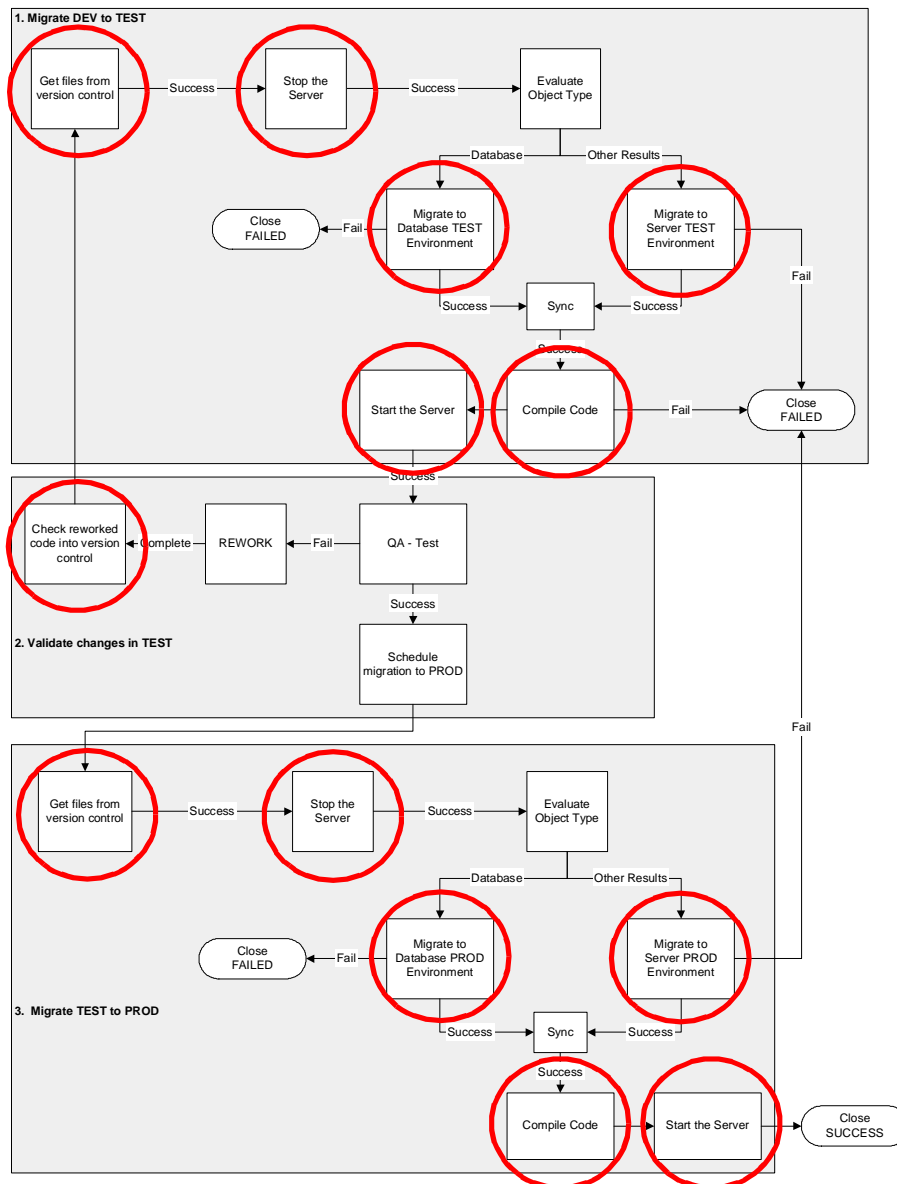 1. Migrate DEV to TEST
Get files from
version control
Success
Stop the
Server
Success
Evaluate
Object Type
Database
Other Results
Close
FAILED
Fail
Migrate to
Database TEST
Environment
Migrate to
Server TEST
Environment
Fail
Success
Sync
Success
Success
Start the Server
Compile Code
Fail
Close
FAILED
Success
Check reworked
code into version
control
Complete
REWORK
Fail
QA - Test
Success
2. Validate changes in TEST
Schedule
migration to PROD
Fail
Get files from
version control
Success
Stop the
Server
Success
Evaluate
Object Type
Database
Other Results
Close
FAILED
Fail
Migrate to
Database PROD
Environment
Migrate to
Server PROD
Environment
3. Migrate TEST to PROD
Success
Sync
Success
Success
Compile Code
Start the Server
Close
SUCCESS